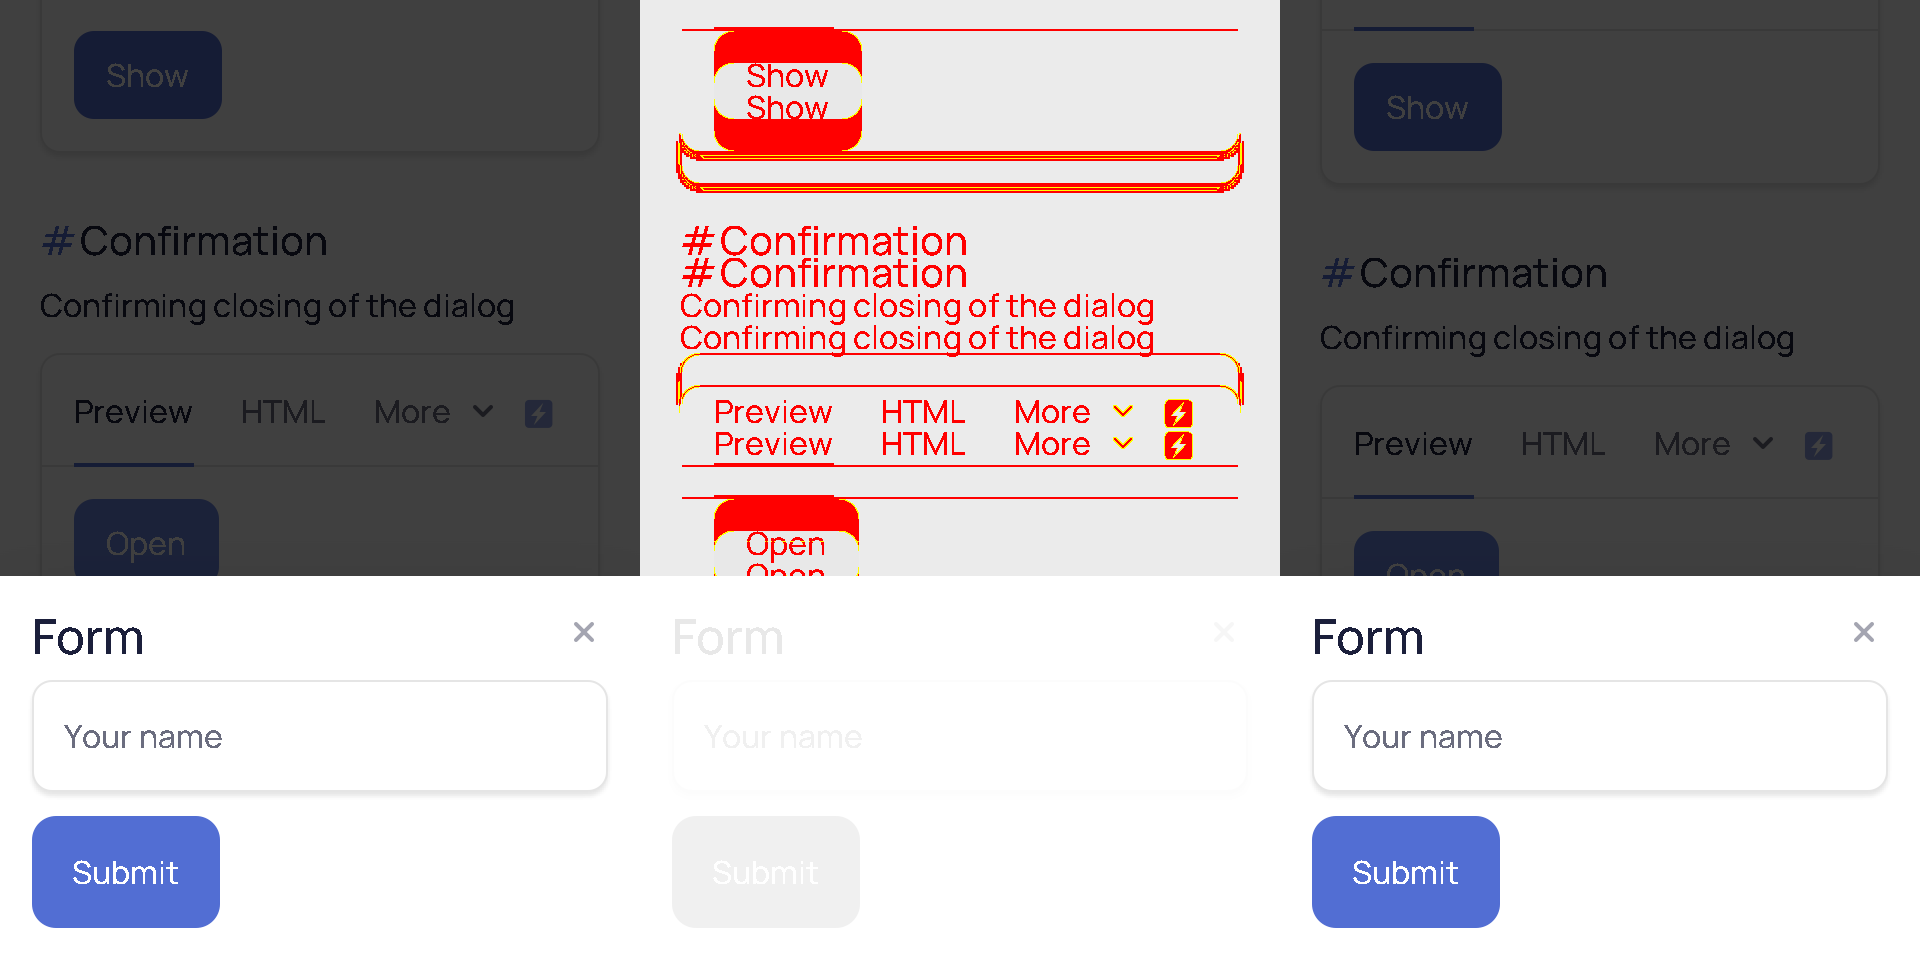 Show
#Confirmation
Confirming closing of the dialog
Preview HTML More
Open
Form
Your name
Submit
Show
Show
#Confirmation
#Confirmation
Confirming closing of the dialog
Confirming closing of the dialog
Preview HTML More
Preview HTML More
Open
Open
Form
Your name
Submit
Show
#Confirmation
Confirming closing of the dialog
Preview HTML More
Open
Form
Your name
Submit